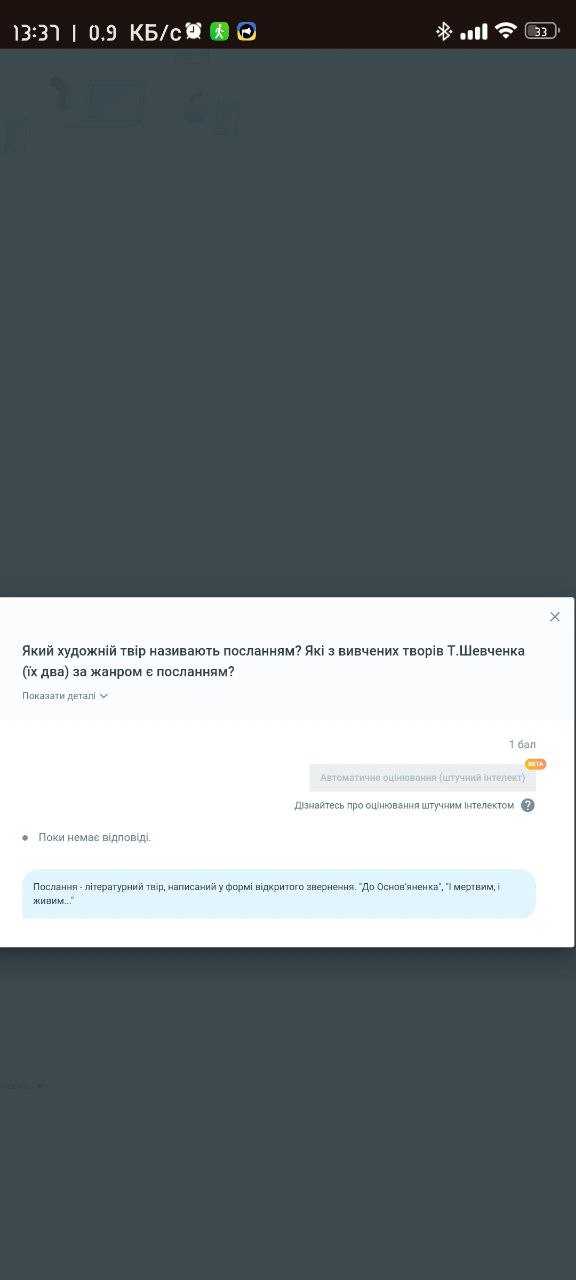 13:37 | 0.9 КБ/с
33
Який художній твір називають посланням? Які з вивчених творів Т.Шевченка
(їх два) за жанром є посланням?
Показати деталі
1 бал
BETA
Автоматичне оцінювання (штучний інтелект)
Дізнайтесь про оцінювання штучним інтелектом ?
Поки немає відповіді.
Послання - літературний твір, написаний у формі відкритого звернення. "До Основ'яненка", "І мертвим, і
живим..."